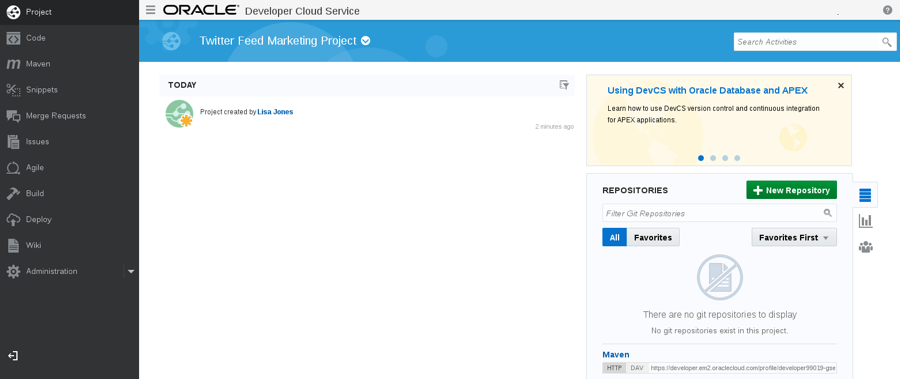 Project
Code
Maven
Snippets
Merge Requests
Issues
Agile
Build
Deploy
Wiki
Administration
ORACLE Developer Cloud Service
Twitter Feed Marketing Project
Search Activities
TODAY
Project created by Lisa Jones
2 minutes ago
Using DevCS with Oracle Database and APEX
Learn how to use DevCS version control and continuous integration
for APEX applications.
REPOSITORIES
New Repository
Filter Git Repositories
All Favorites
Favorites First
There are no git repositories to display
No git repositories exist in this project.
Maven
HTTP DAV https://developer.em2.oraclecloud.com/profile/developer99019-gse